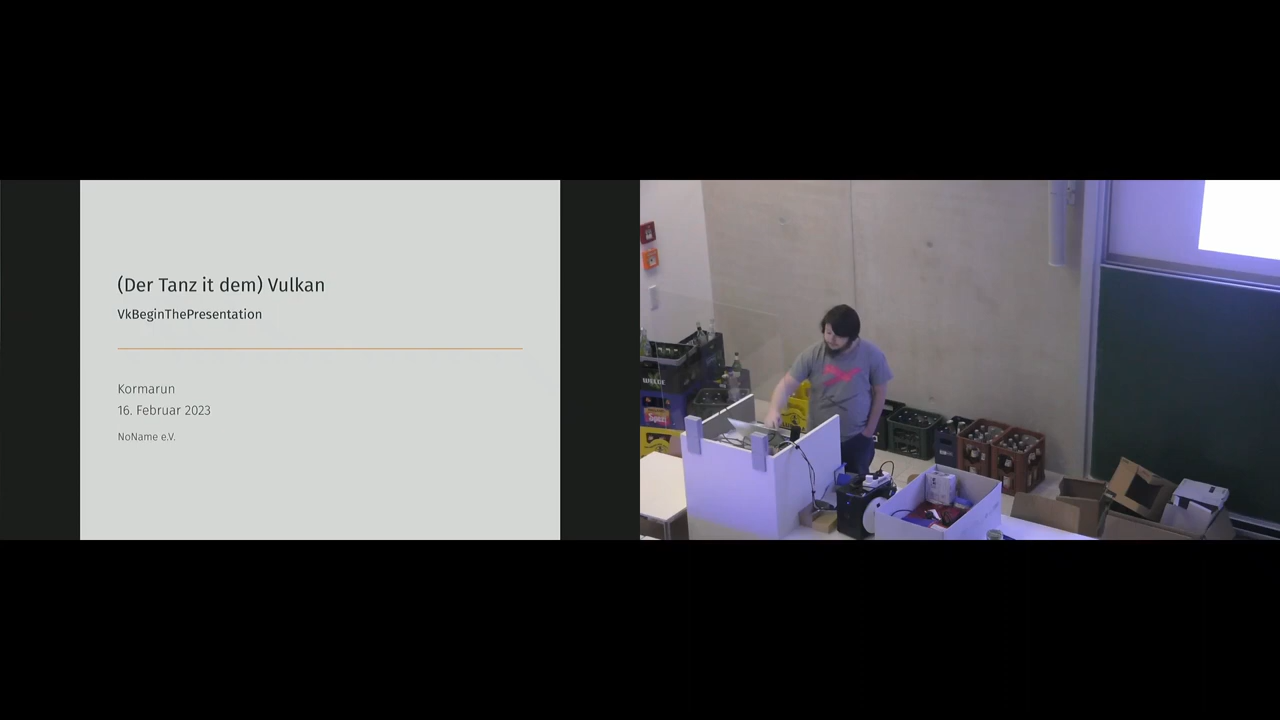 (Der Tanz it dem) Vulkan
VkBeginThePresentation
Kormarun
16. Februar 2023
NoName e.V.